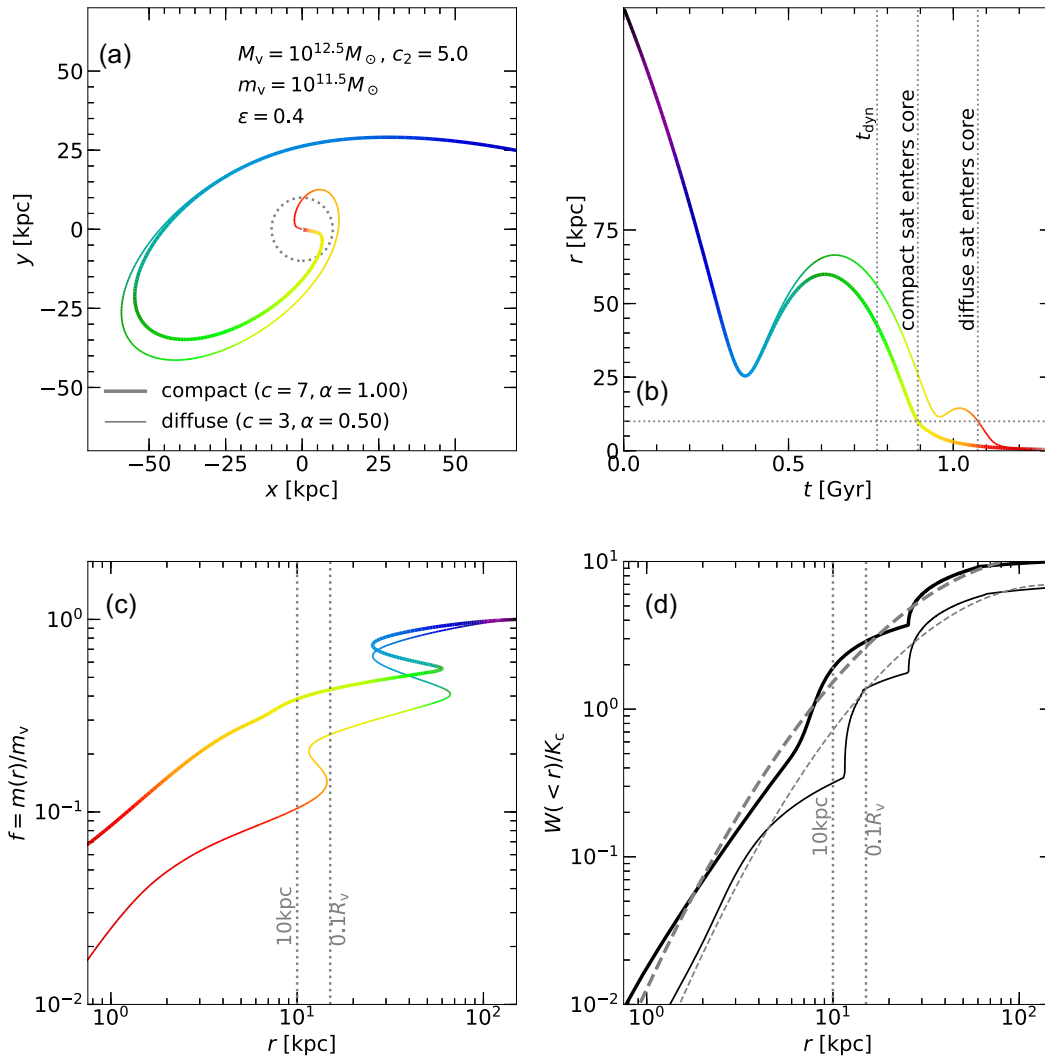 (a)
M_v = 10^12.5 M_⊙, c_2 = 5.0
m_v = 10^11.5 M_⊙
ε = 0.4
50
25
0
−25
−50
y [kpc]
compact (c = 7, α = 1.00)
diffuse (c = 3, α = 0.50)
−50 −25 0 25 50
x [kpc]
t_dyn
compact sat enters core
diffuse sat enters core
75
50
25
0
r [kpc]
(b)
0.0 0.5 1.0
t [Gyr]
(c)
10^0
10^-1
10^-2
f = m(r)/m_v
10kpc
0.1R_v
10^0 10^1 10^2
r [kpc]
(d)
10^1
10^0
10^-1
10^-2
W(< r)/K_c
10kpc
0.1R_v
10^0 10^1 10^2
r [kpc]